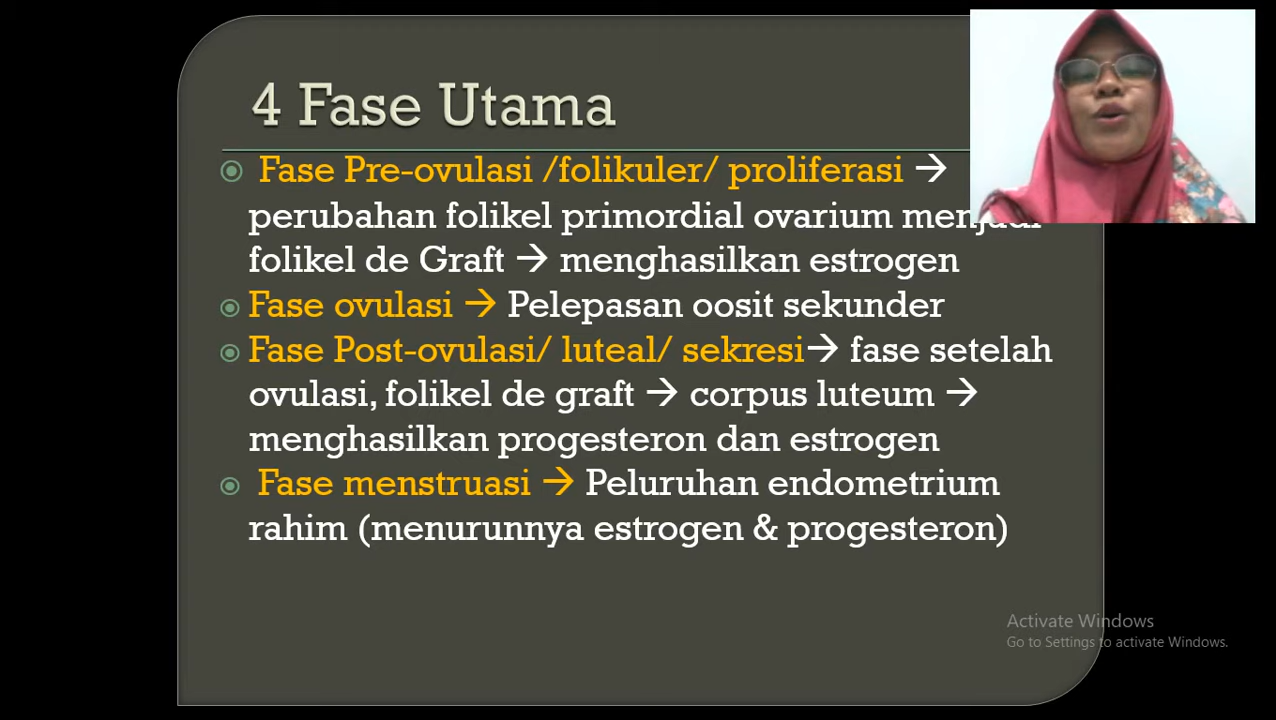 4 Fase Utama
Fase Pre-ovulasi /folikuler/ proliferasi →
perubahan folikel primordial ovarium menjadi
folikel de Graft → menghasilkan estrogen
Fase ovulasi → Pelepasan oosit sekunder
Fase Post-ovulasi/ luteal/ sekresi→ fase setelah
ovulasi, folikel de graft → corpus luteum →
menghasilkan progesteron dan estrogen
Fase menstruasi → Peluruhan endometrium
rahim (menurunnya estrogen & progesteron)
Activate Windows
Go to Settings to activate Windows.